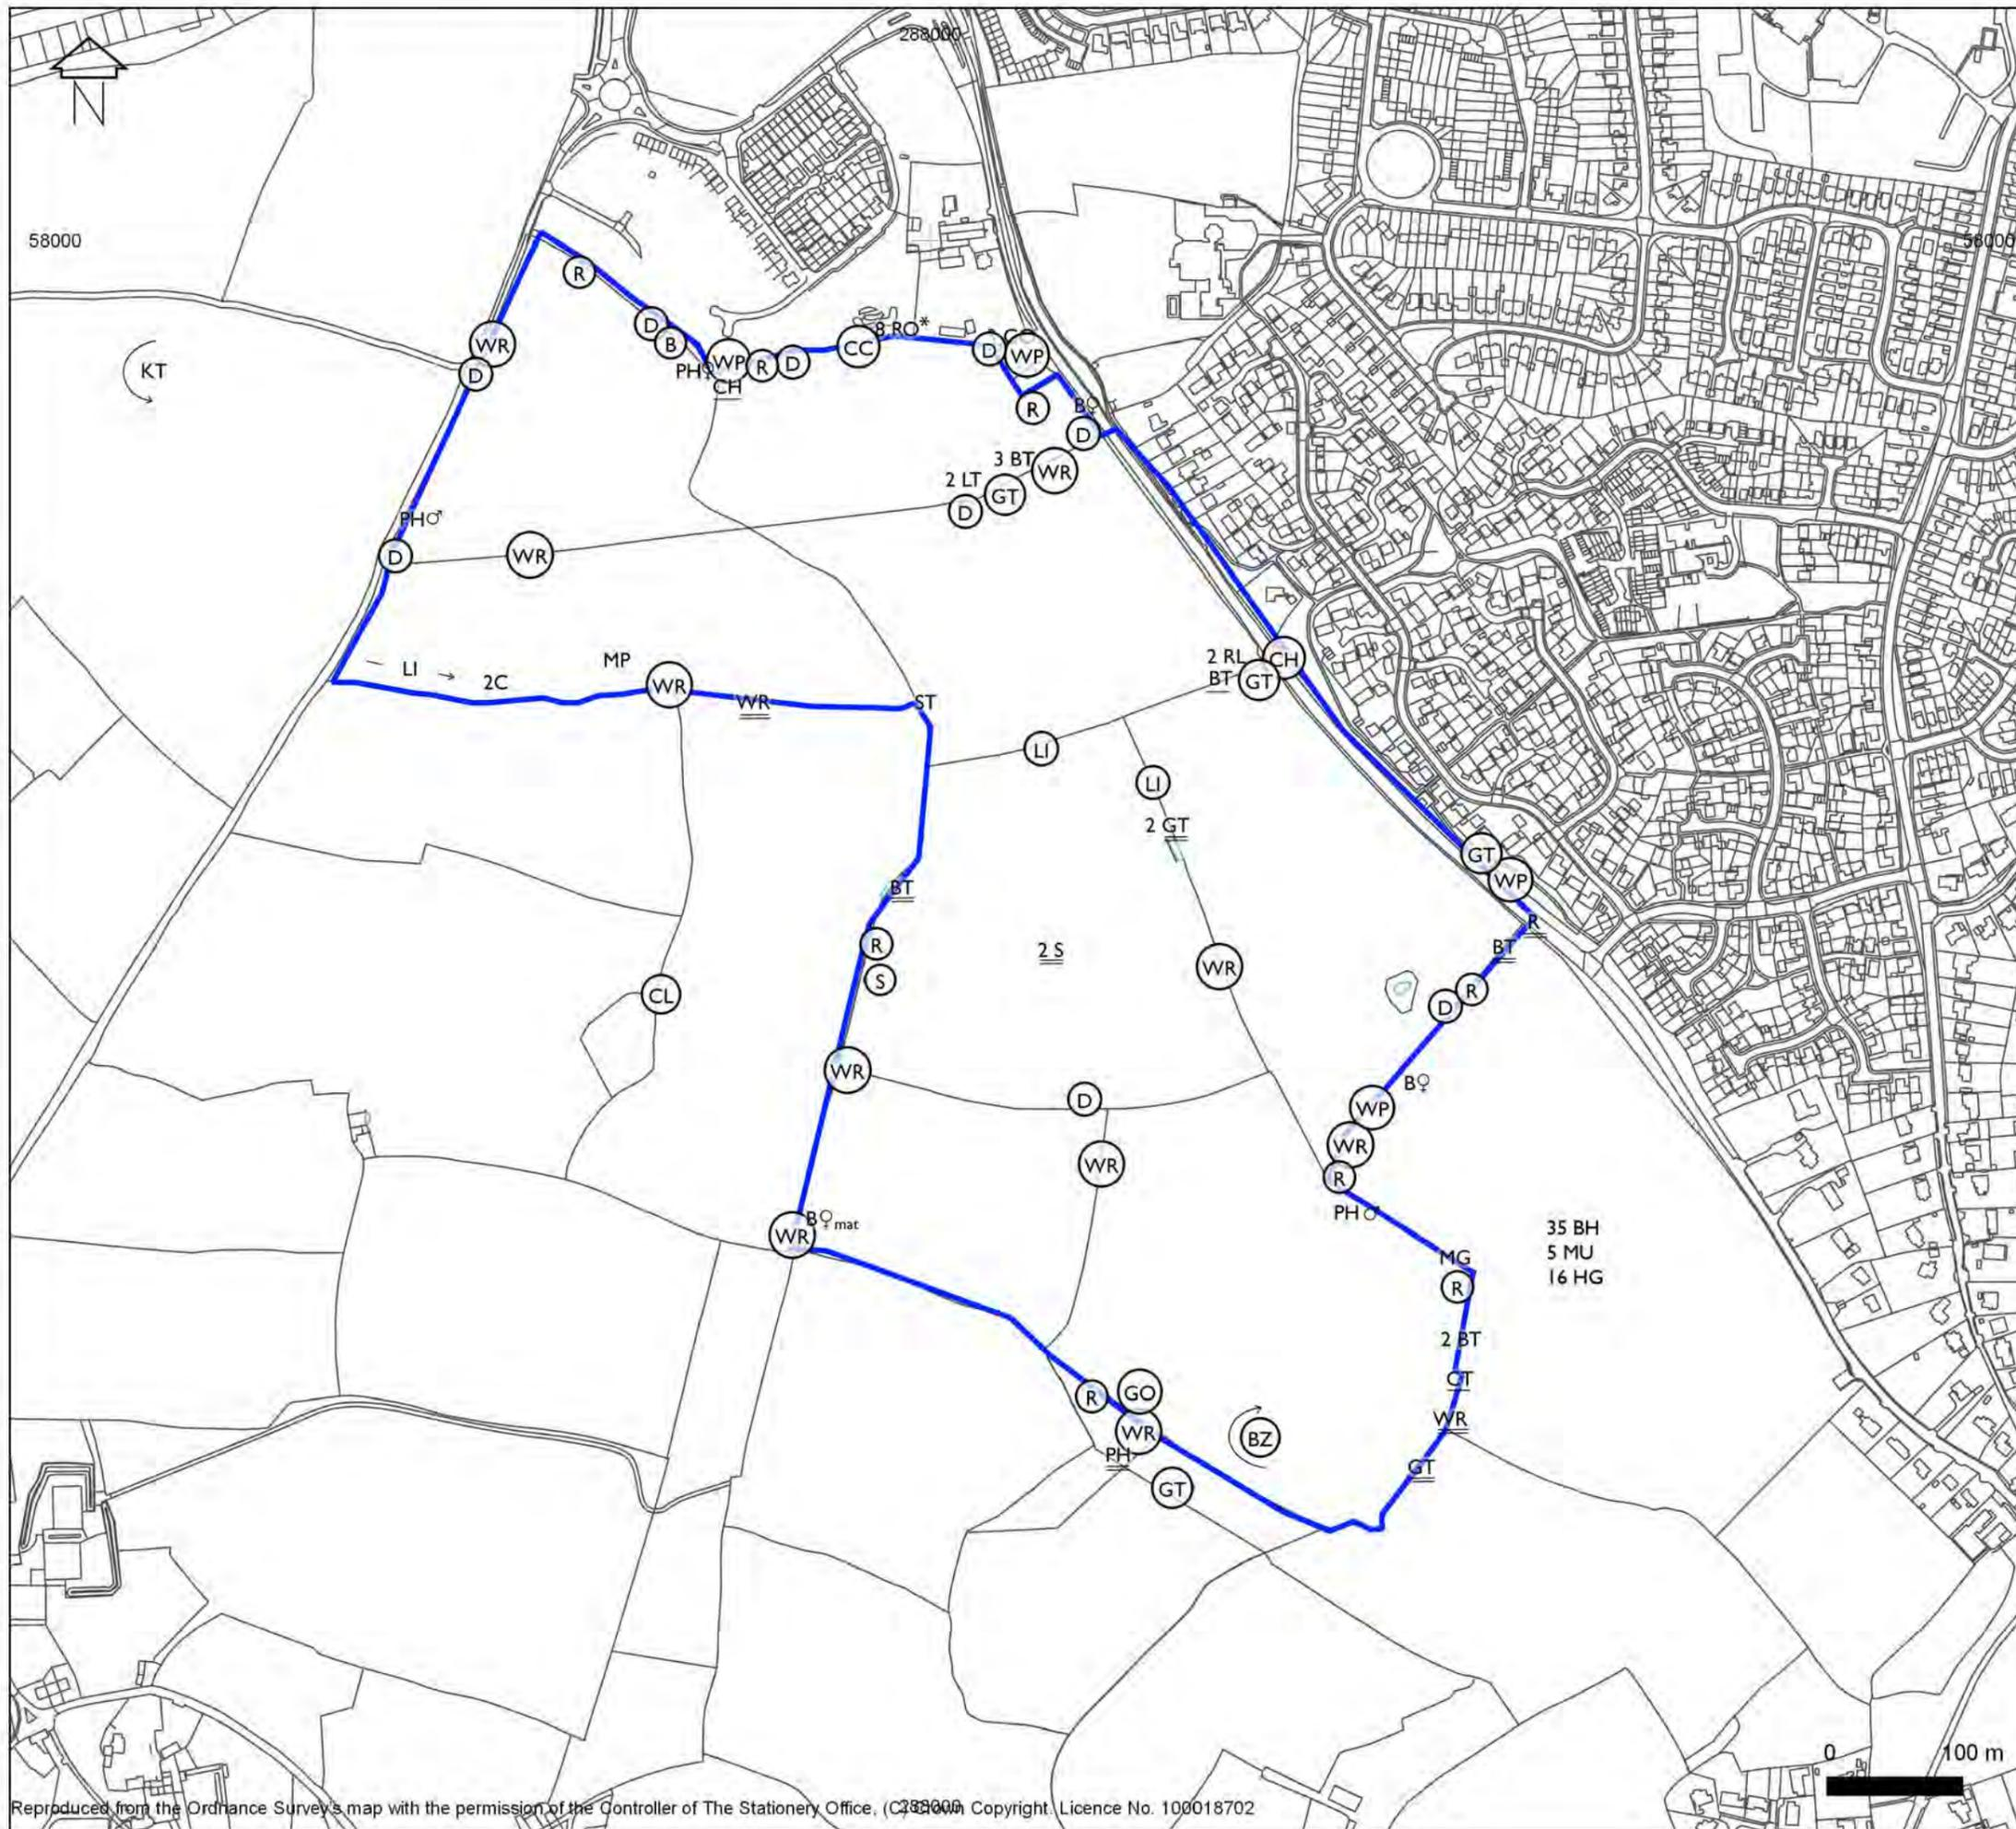 288000
N
58000
58000
R
D
B
WR
D
KT
8 RO*
CC
D
WP
WP
R
D
PH♀
CH
R
B♀
D
3 BT
WR
2 LT
GT
D
PH♂
D
WR
2 RL
CH
BT
GT
MP
LI
2C
WR
WR
ST
LI
LI
2 GT
GT
WP
BT
R
BT
R
S
2 S
WR
D
R
CL
WR
B♀
D
WP
WR
WR
R
PH♂
B♀mat
WR
35 BH
5 MU
16 HG
MG
R
2 BT
CT
R
GO
WR
WR
BZ
PH
GT
GT
0 100 m
Reproduced from the Ordnance Survey's map with the permission of the Controller of The Stationery Office, (C) Crown Copyright. Licence No. 100018702
288000